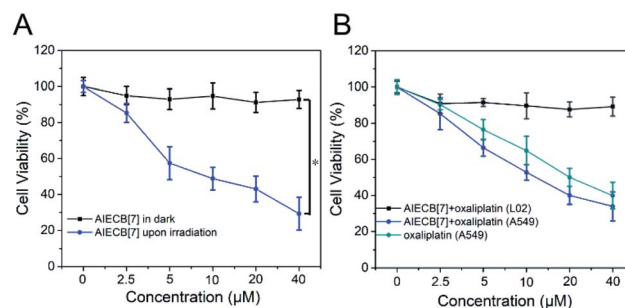 A
Cell Viability (%)
120
100
80
60
40
20
0
AIECB[7] in dark
AIECB[7] upon irradiation
*
0 2.5 5 10 20 40
Concentration (μM)
B
Cell Viability (%)
120
100
80
60
40
20
0
AIECB[7]+oxaliplatin (L02)
AIECB[7]+oxaliplatin (A549)
oxaliplatin (A549)
0 2.5 5 10 20 40
Concentration (μM)